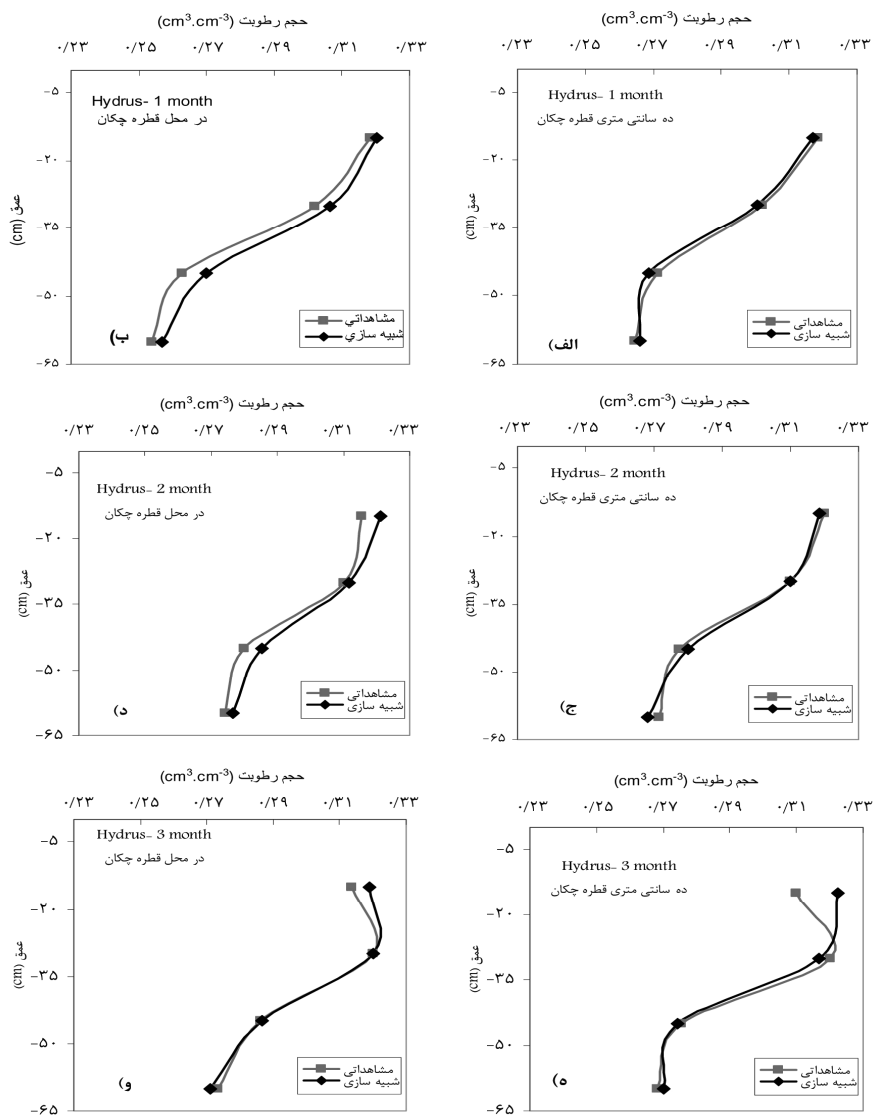 حجم رطوبت (cm³.cm⁻³)
۰/۲۳ ۰/۲۵ ۰/۲۷ ۰/۲۹ ۰/۳۱ ۰/۳۳
Hydrus- 1 month
ده سانتی متری قطره چکان
عمق (cm)
-۵
-۲۰
-۳۵
-۵۰
-۶۵
مشاهداتی
شبیه سازی
الف)
حجم رطوبت (cm³.cm⁻³)
۰/۲۳ ۰/۲۵ ۰/۲۷ ۰/۲۹ ۰/۳۱ ۰/۳۳
Hydrus- 1 month
در محل قطره چکان
عمق (cm)
-۵
-۲۰
-۳۵
-۵۰
-۶۵
مشاهداتي
شبيه سازي
ب)
حجم رطوبت (cm³.cm⁻³)
۰/۲۳ ۰/۲۵ ۰/۲۷ ۰/۲۹ ۰/۳۱ ۰/۳۳
Hydrus- 2 month
ده سانتی متری قطره چکان
عمق (cm)
-۵
-۲۰
-۳۵
-۵۰
-۶۵
مشاهداتی
شبیه سازی
ج)
حجم رطوبت (cm³.cm⁻³)
۰/۲۳ ۰/۲۵ ۰/۲۷ ۰/۲۹ ۰/۳۱ ۰/۳۳
Hydrus- 2 month
در محل قطره چکان
عمق (cm)
-۵
-۲۰
-۳۵
-۵۰
-۶۵
مشاهداتی
شبیه سازی
د)
حجم رطوبت (cm³.cm⁻³)
۰/۲۳ ۰/۲۵ ۰/۲۷ ۰/۲۹ ۰/۳۱ ۰/۳۳
Hydrus- 3 month
ده سانتی متری قطره چکان
عمق (cm)
-۵
-۲۰
-۳۵
-۵۰
-۶۵
مشاهداتی
شبیه سازی
ه)
حجم رطوبت (cm³.cm⁻³)
۰/۲۳ ۰/۲۵ ۰/۲۷ ۰/۲۹ ۰/۳۱ ۰/۳۳
Hydrus- 3 month
در محل قطره چکان
عمق (cm)
-۵
-۲۰
-۳۵
-۵۰
-۶۵
مشاهداتی
شبیه سازی
و)